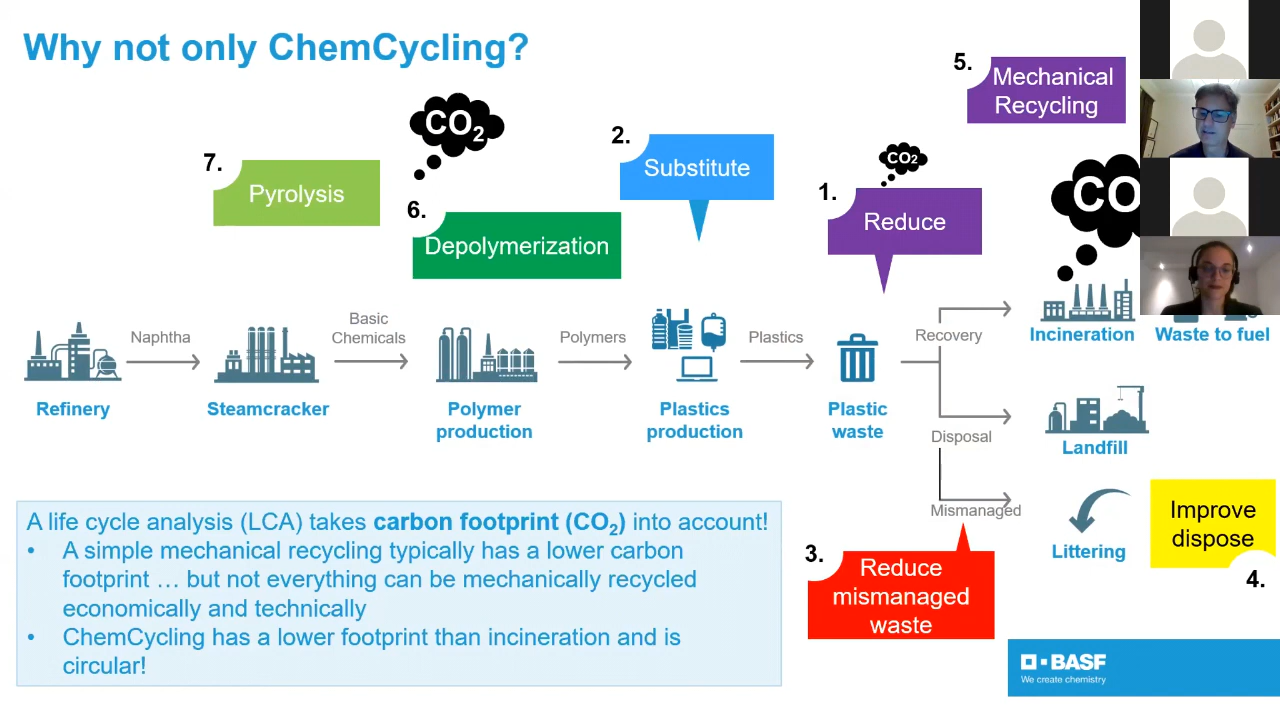 Why not only ChemCycling?
5.
Mechanical
Recycling
CO₂
2.
Substitute
7.
Pyrolysis
CO₂
1.
Reduce
6.
Depolymerization
CO
Naphtha
Basic
Chemicals
Polymers
Plastics
Recovery
Incineration
Waste to fuel
Refinery
Steamcracker
Polymer
production
Plastics
production
Plastic
waste
Disposal
Landfill
Mismanaged
Littering
Improve
dispose
4.
3.
Reduce
mismanaged
waste
A life cycle analysis (LCA) takes carbon footprint (CO₂) into account!
• A simple mechanical recycling typically has a lower carbon
footprint … but not everything can be mechanically recycled
economically and technically
• ChemCycling has a lower footprint than incineration and is
circular!
BASF
We create chemistry